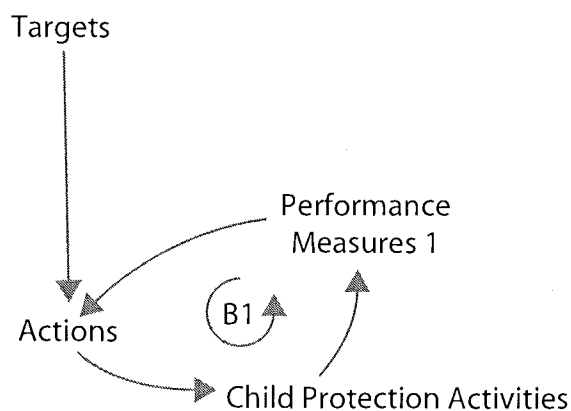 Targets
Performance
Measures 1
B1
Actions
Child Protection Activities